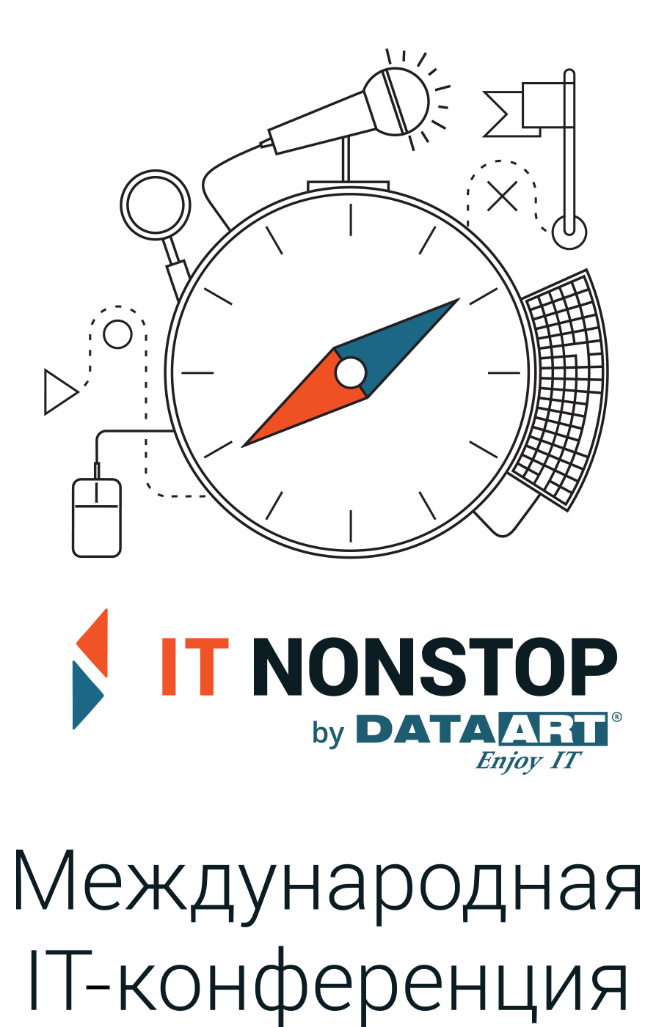 IT NONSTOP
by DATAART®
Enjoy IT
Международная
IT-конференция